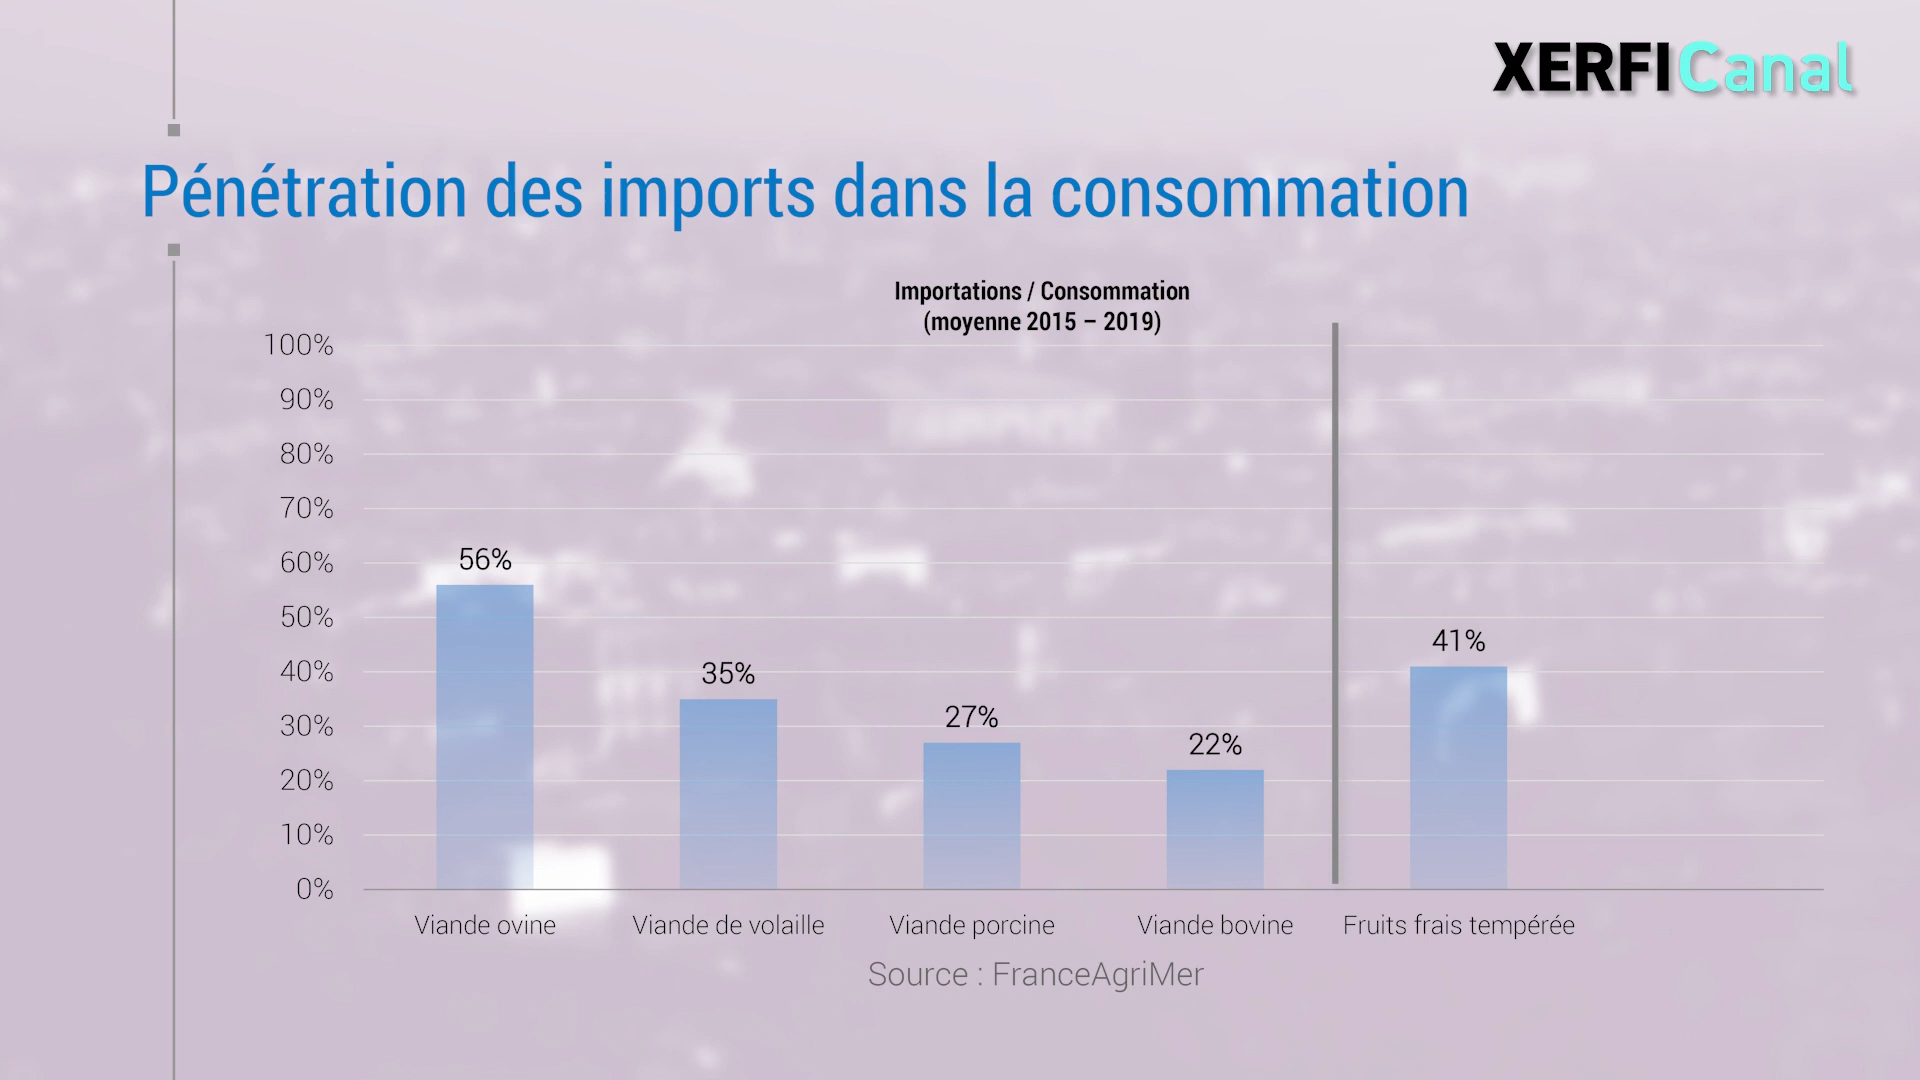 XERFI Canal
Pénétration des imports dans la consommation
Importations / Consommation
(moyenne 2015 – 2019)
100%
90%
80%
70%
60%
50%
40%
30%
20%
10%
0%
56%
35%
27%
22%
41%
Viande ovine
Viande de volaille
Viande porcine
Viande bovine
Fruits frais tempérée
Source : FranceAgriMer